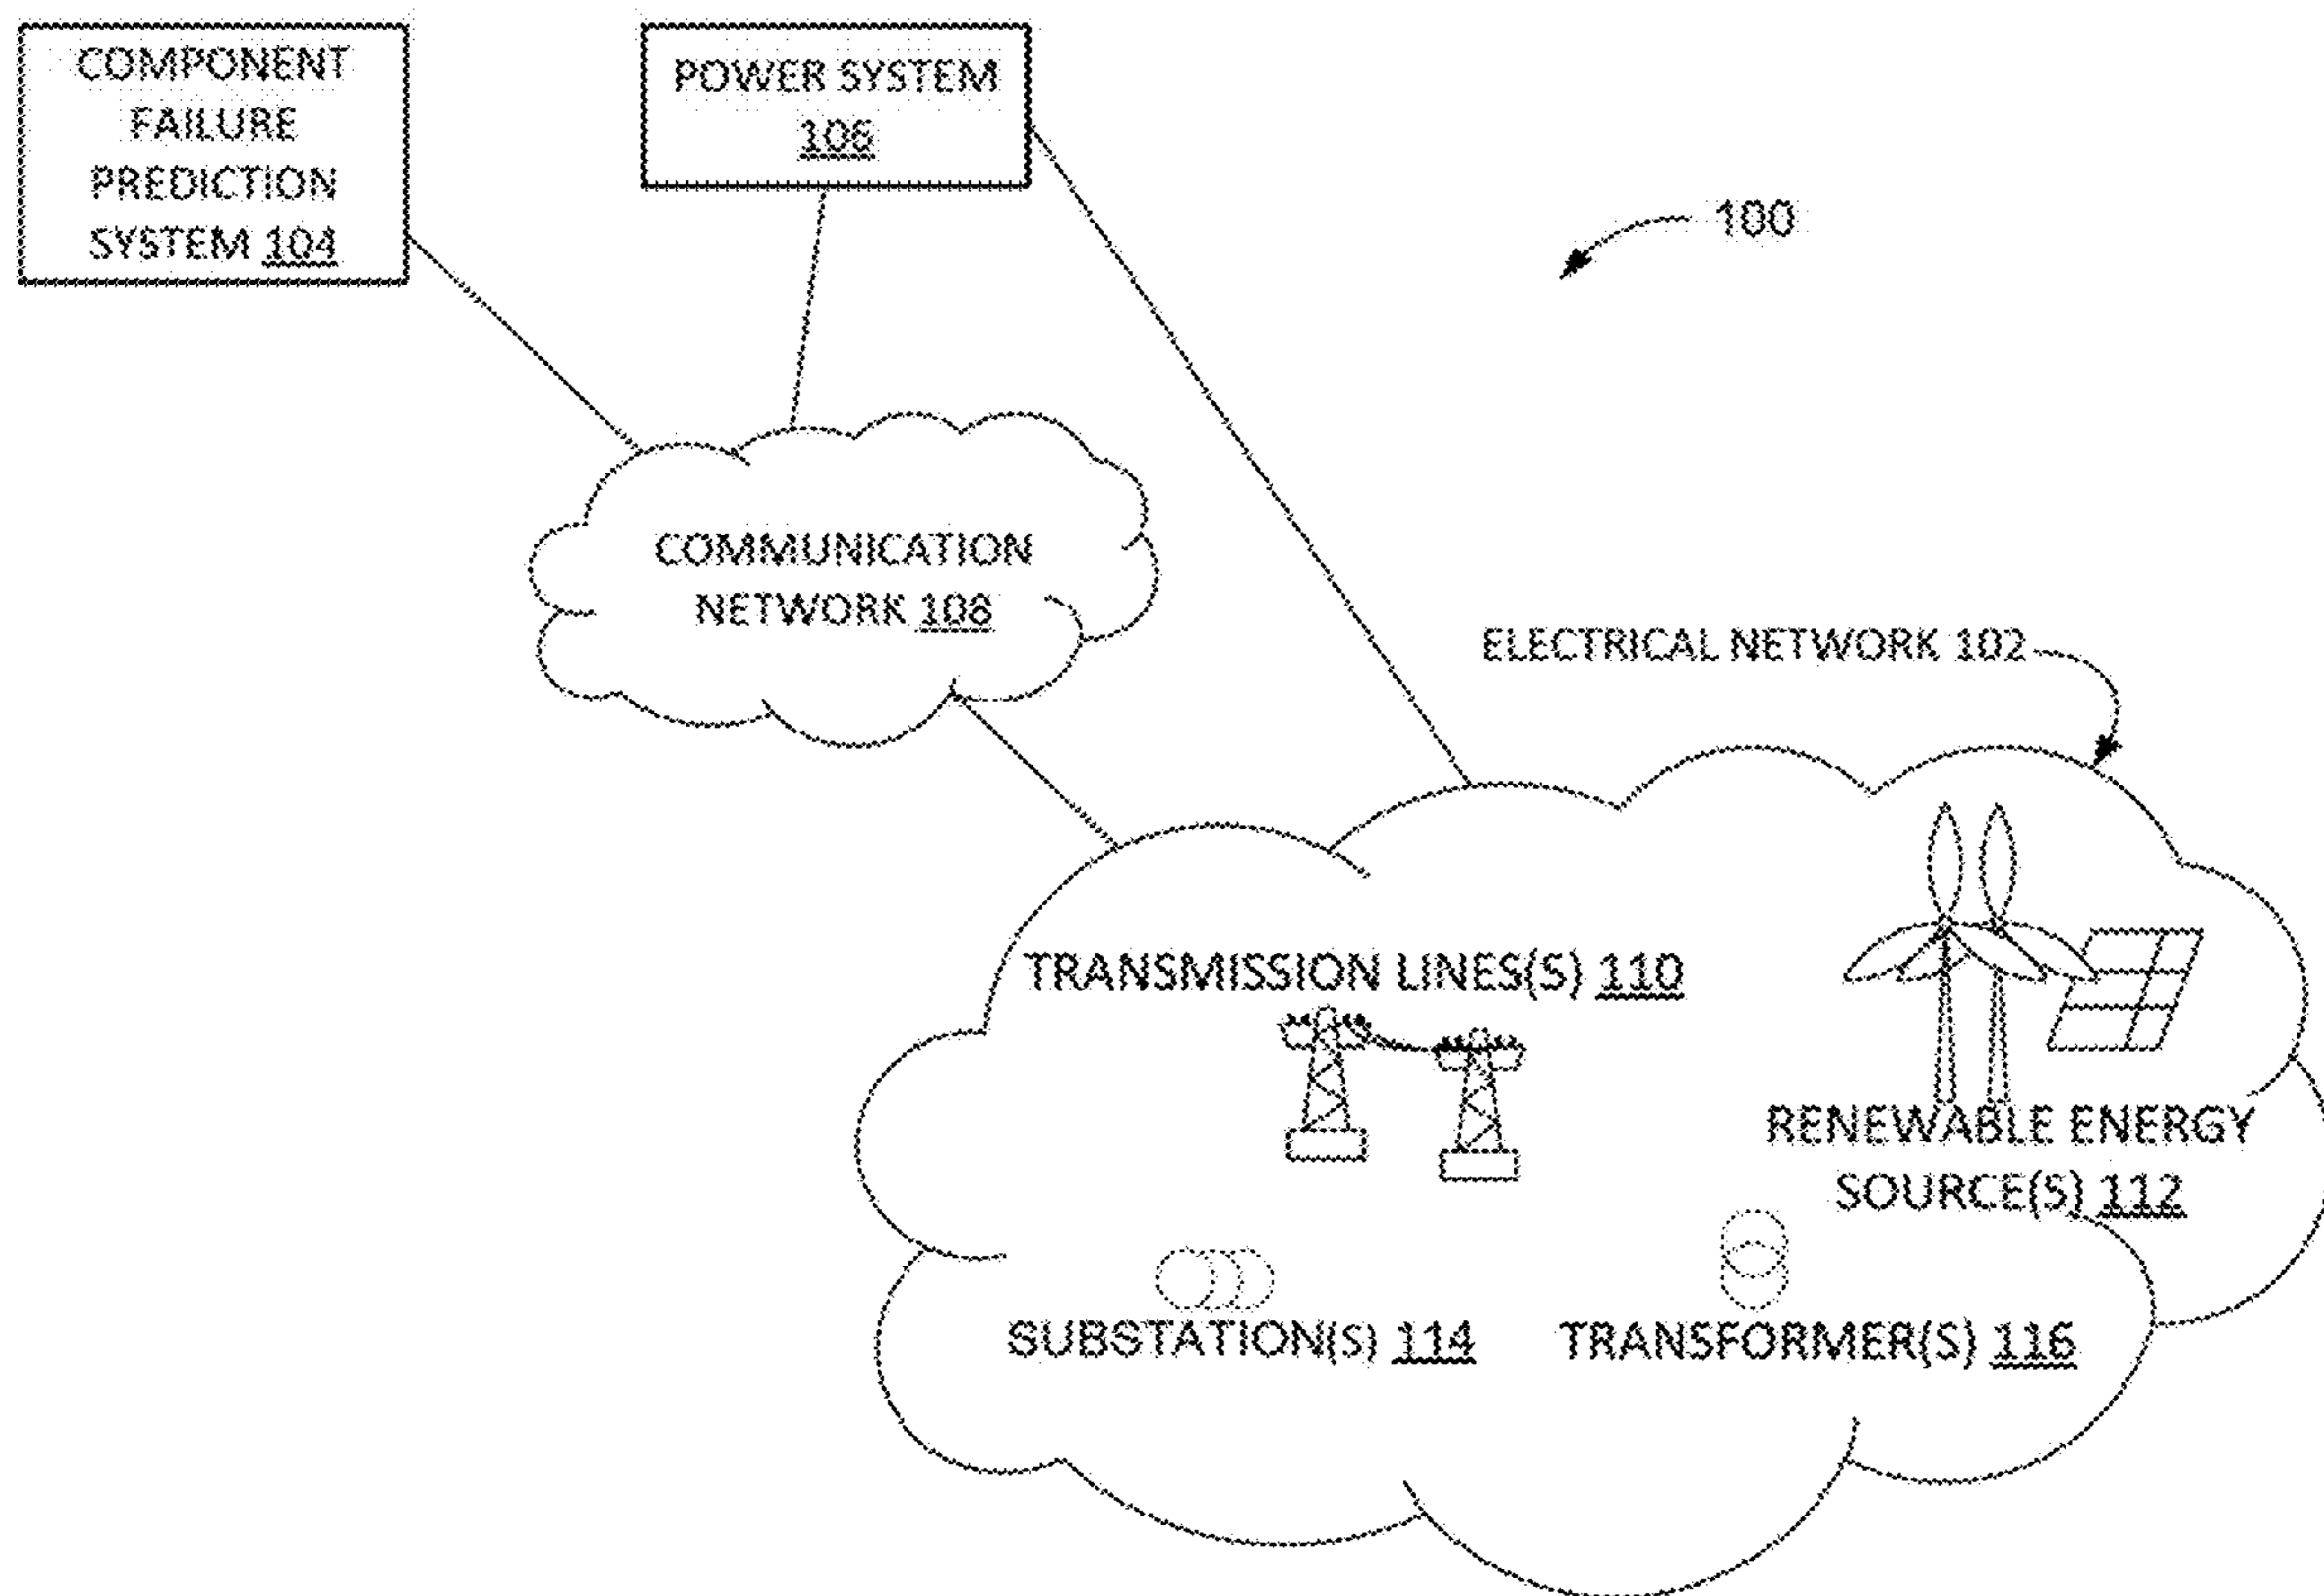 COMPONENT
FAILURE
PREDICTION
SYSTEM 104
POWER SYSTEM
106
100
COMMUNICATION
NETWORK 108
ELECTRICAL NETWORK 102
TRANSMISSION LINES(S) 110
RENEWABLE ENERGY
SOURCE(S) 112
SUBSTATION(S) 114
TRANSFORMER(S) 116